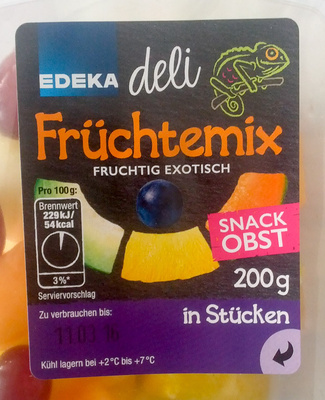 EDEKA deli
Früchtemix
FRUCHTIG EXOTISCH
Pro 100g:
Brennwert
229kJ/
54kcal
3%*
Serviervorschlag
SNACK
OBST
200g
in Stücken
Zu verbrauchen bis:
Kühl lagern bei +2°C bis +7°C